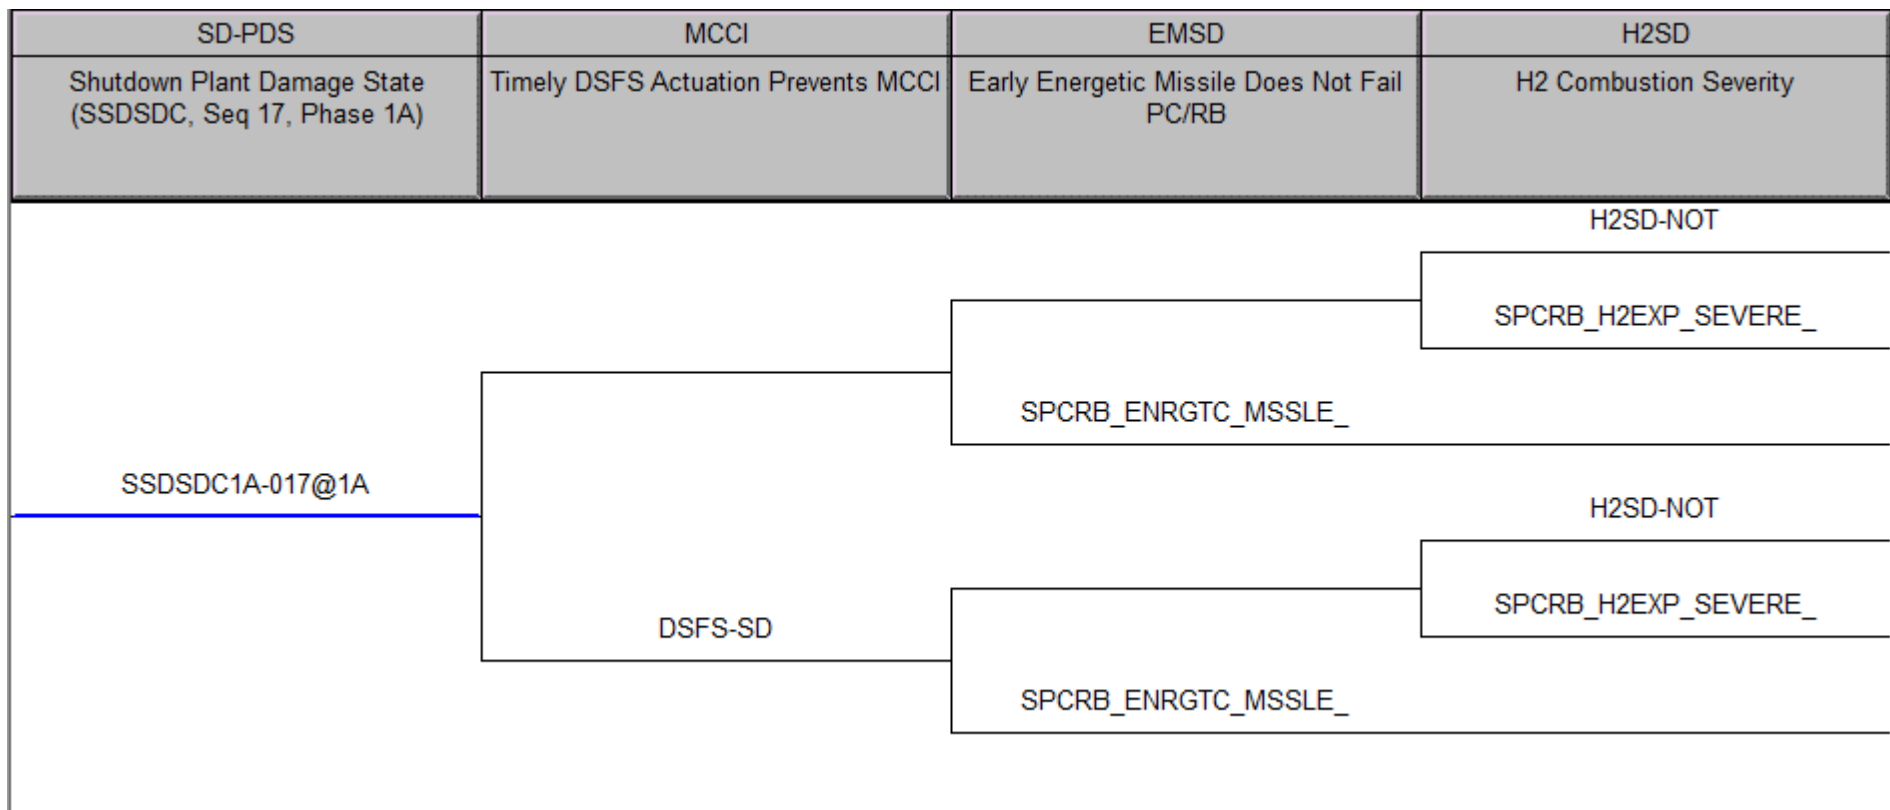 SD-PDS
MCCI
EMSD
H2SD
Shutdown Plant Damage State
(SSDSDC, Seq 17, Phase 1A)
Timely DSFS Actuation Prevents MCCI
Early Energetic Missile Does Not Fail
PC/RB
H2 Combustion Severity
H2SD-NOT
SPCRB_H2EXP_SEVERE_
SPCRB_ENRGTC_MSSLE_
SSDSDC1A-017@1A
H2SD-NOT
SPCRB_H2EXP_SEVERE_
DSFS-SD
SPCRB_ENRGTC_MSSLE_